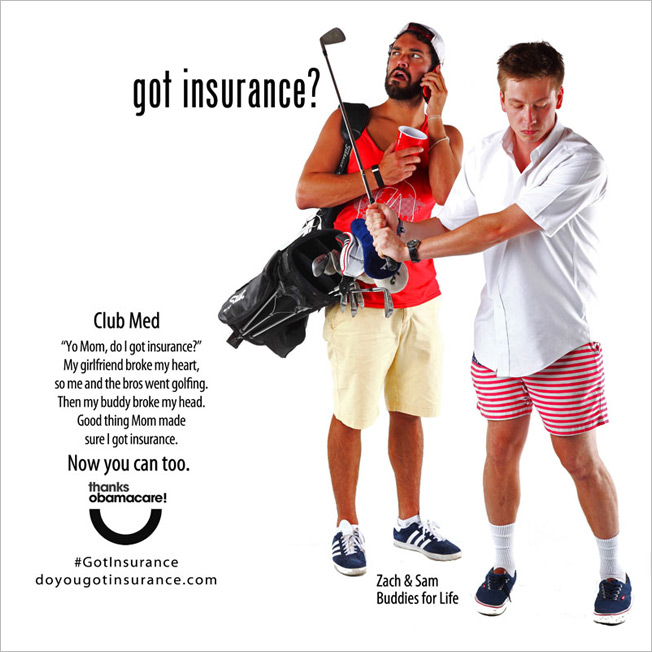 got insurance?
Club Med
“Yo Mom, do I got insurance?”
My girlfriend broke my heart,
so me and the bros went golfing.
Then my buddy broke my head.
Good thing Mom made
sure I got insurance.
Now you can too.
thanks
obamacare!
#GotInsurance
doyougotinsurance.com
Zach & Sam
Buddies for Life